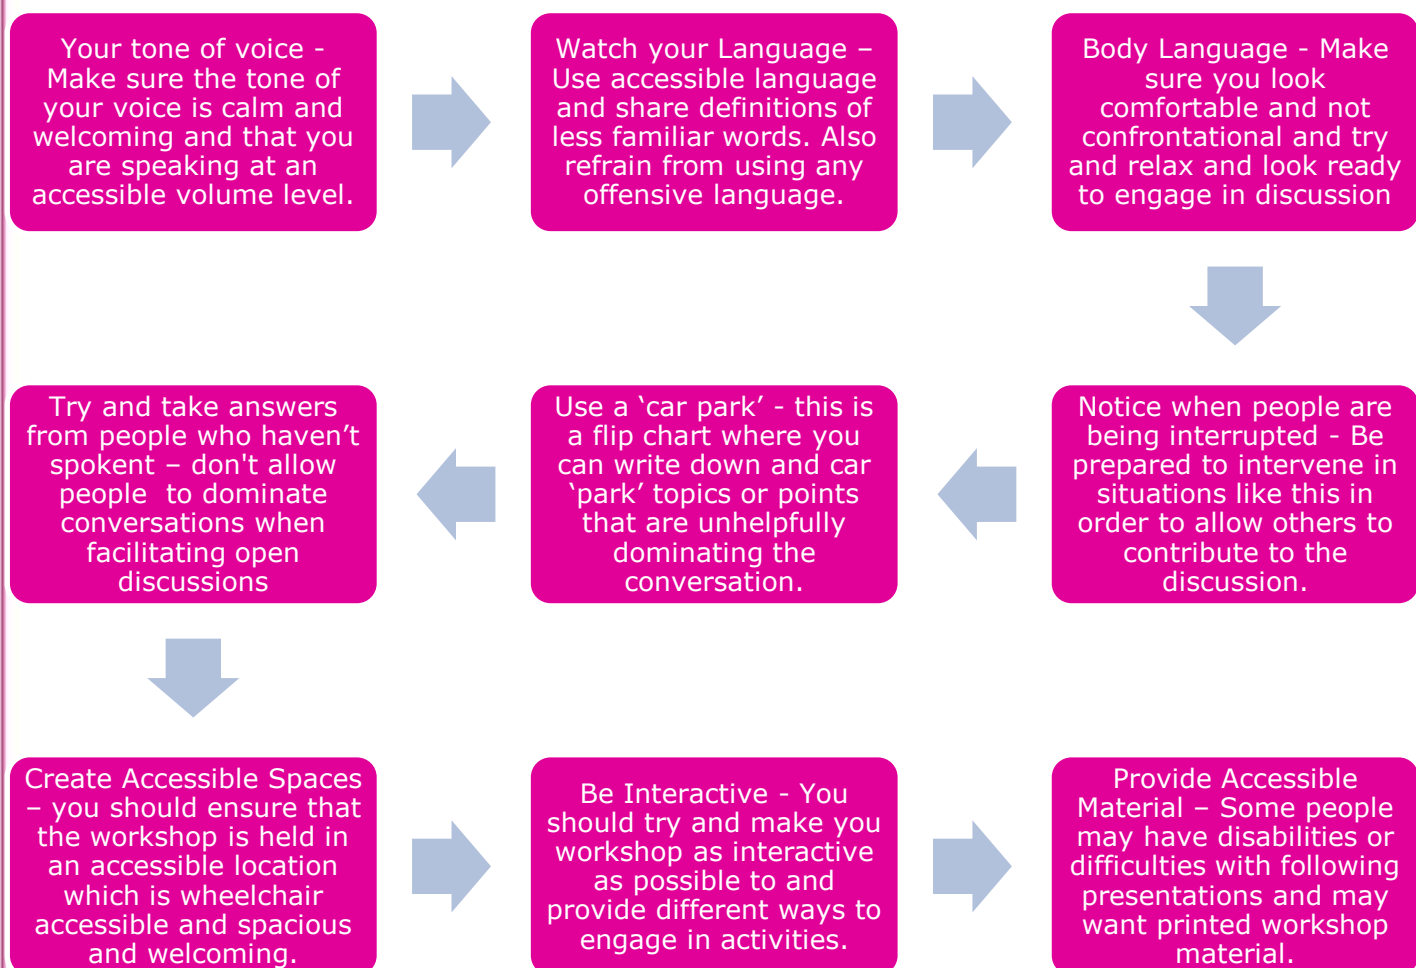 Your tone of voice -
Make sure the tone of
your voice is calm and
welcoming and that you
are speaking at an
accessible volume level.
Watch your Language –
Use accessible language
and share definitions of
less familiar words. Also
refrain from using any
offensive language.
Body Language - Make
sure you look
comfortable and not
confrontational and try
and relax and look ready
to engage in discussion
Notice when people are
being interrupted - Be
prepared to intervene in
situations like this in
order to allow others to
contribute to the
discussion.
Use a ‘car park’ - this is
a flip chart where you
can write down and car
‘park’ topics or points
that are unhelpfully
dominating the
conversation.
Try and take answers
from people who haven’t
spoken – don't allow
people  to dominate
conversations when
facilitating open
discussions
Create Accessible Spaces
– you should ensure that
the workshop is held in
an accessible location
which is wheelchair
accessible and spacious
and welcoming.
Be Interactive - You
should try and make you
workshop as interactive
as possible to and
provide different ways to
engage in activities.
Provide Accessible
Material – Some people
may have disabilities or
difficulties with following
presentations and may
want printed workshop
material.